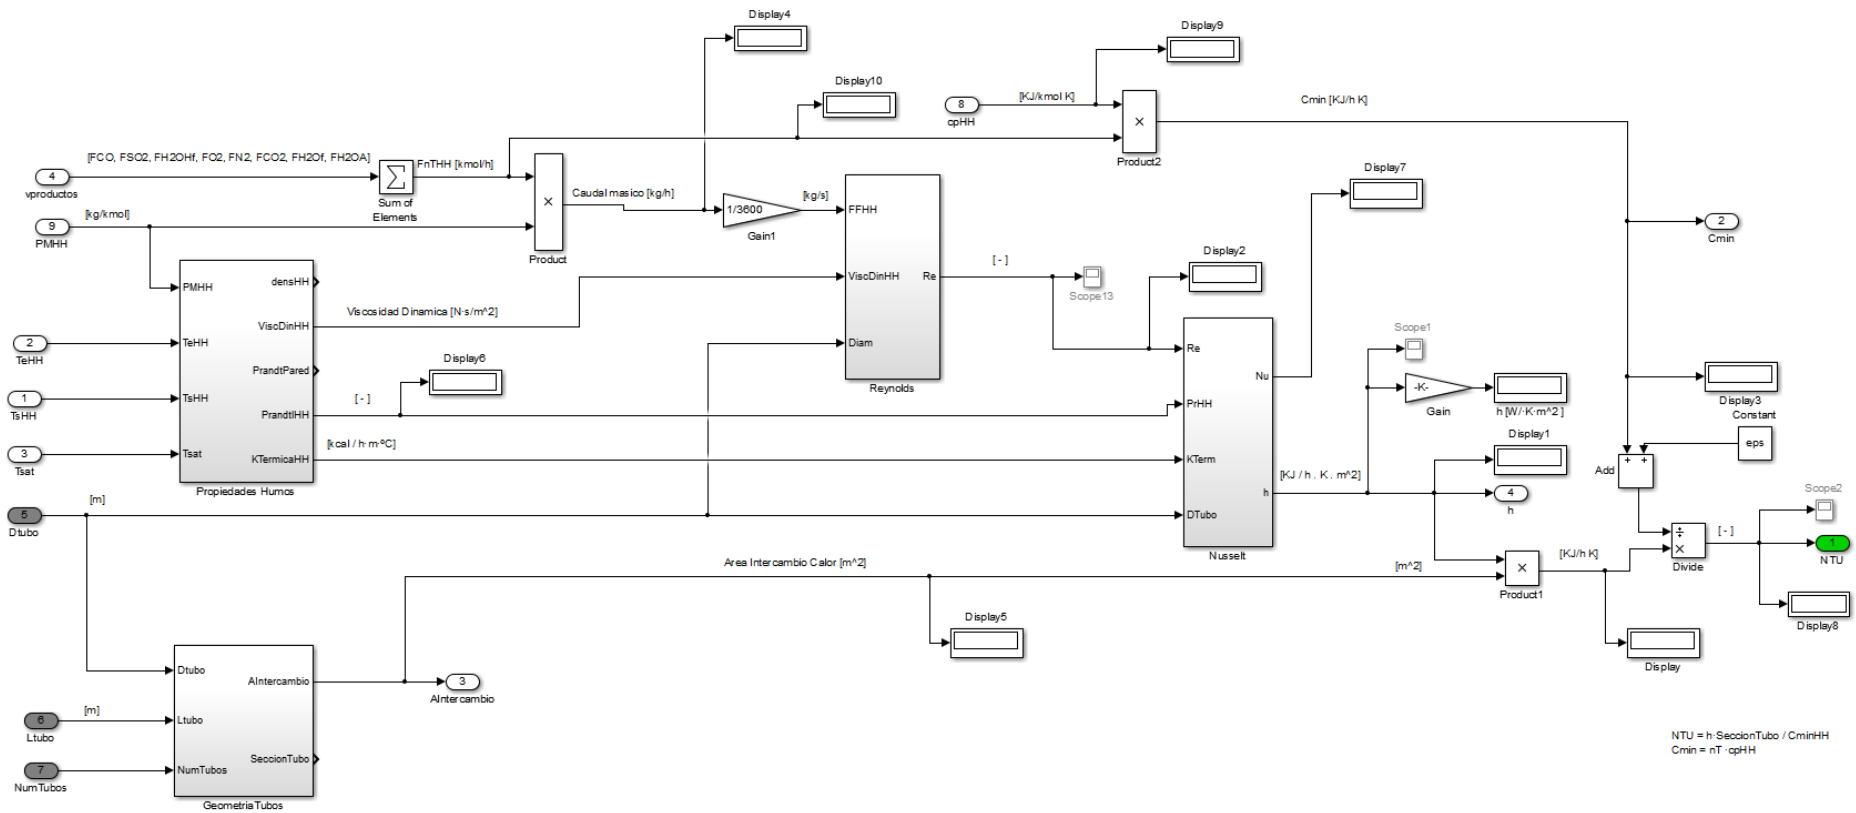 Display4
Display9
Display10
[KJ/kmol K]
8
cpHH
×
Product2
Cmin [KJ/h K]
[FCO, FSO2, FH2OHf, FO2, FN2, FCO2, FH2Of, FH2OA]
4
vproductos
Σ
Sum of
Elements
FnTHH [kmol/h]
Display7
[kg/kmol]
9
PMHH
×
Product
Caudal masico [kg/h]
1/3600
Gain1
[kg/s]
FFHH
ViscDinHH
Diam
Re
Reynolds
2
Cmin
[ - ]
Scope13
Display2
PMHH
TeHH
TsHH
Tsat
densHH
ViscDinHH
PrandtPared
PrandtlHH
KTermicaHH
Propiedades Humos
Viscosidad Dinamica [N·s/m^2]
2
TeHH
1
TsHH
3
Tsat
Display6
[ - ]
[kcal / h·m·ºC]
Re
PrHH
KTerm
DTubo
Nu
h
Nusselt
Scope1
-K-
Gain
h [W/·K·m^2 ]
Display3
Constant
eps
Display1
Add
+ +
[KJ / h . K . m^2]
4
h
[m]
5
Dtubo
Scope2
÷
×
Divide
[ - ]
1
NTU
Area Intercambio Calor [m^2]
[m^2]
×
Product1
[KJ/h K]
Display8
Display5
Display
Dtubo
Ltubo
NumTubos
AIntercambio
SeccionTubo
GeometriaTubos
3
AIntercambio
[m]
6
Ltubo
7
NumTubos
NTU = h·SeccionTubo / CminHH
Cmin = nT ·cpHH